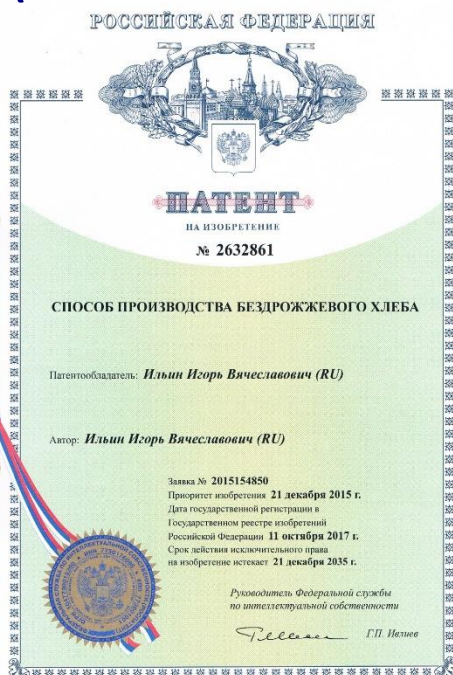 РОССИЙСКАЯ ФЕДЕРАЦИЯ
ПАТЕНТ
НА ИЗОБРЕТЕНИЕ
№ 2632861
СПОСОБ ПРОИЗВОДСТВА БЕЗДРОЖЖЕВОГО ХЛЕБА
Патентообладатель: Ильин Игорь Вячеславович (RU)
Автор: Ильин Игорь Вячеславович (RU)
Заявка № 2015154850
Приоритет изобретения 21 декабря 2015 г.
Дата государственной регистрации в
Государственном реестре изобретений
Российской Федерации 11 октября 2017 г.
Срок действия исключительного права
на изобретение истекает 21 декабря 2035 г.
Руководитель Федеральной службы
по интеллектуальной собственности
Г.П. Ивлиев